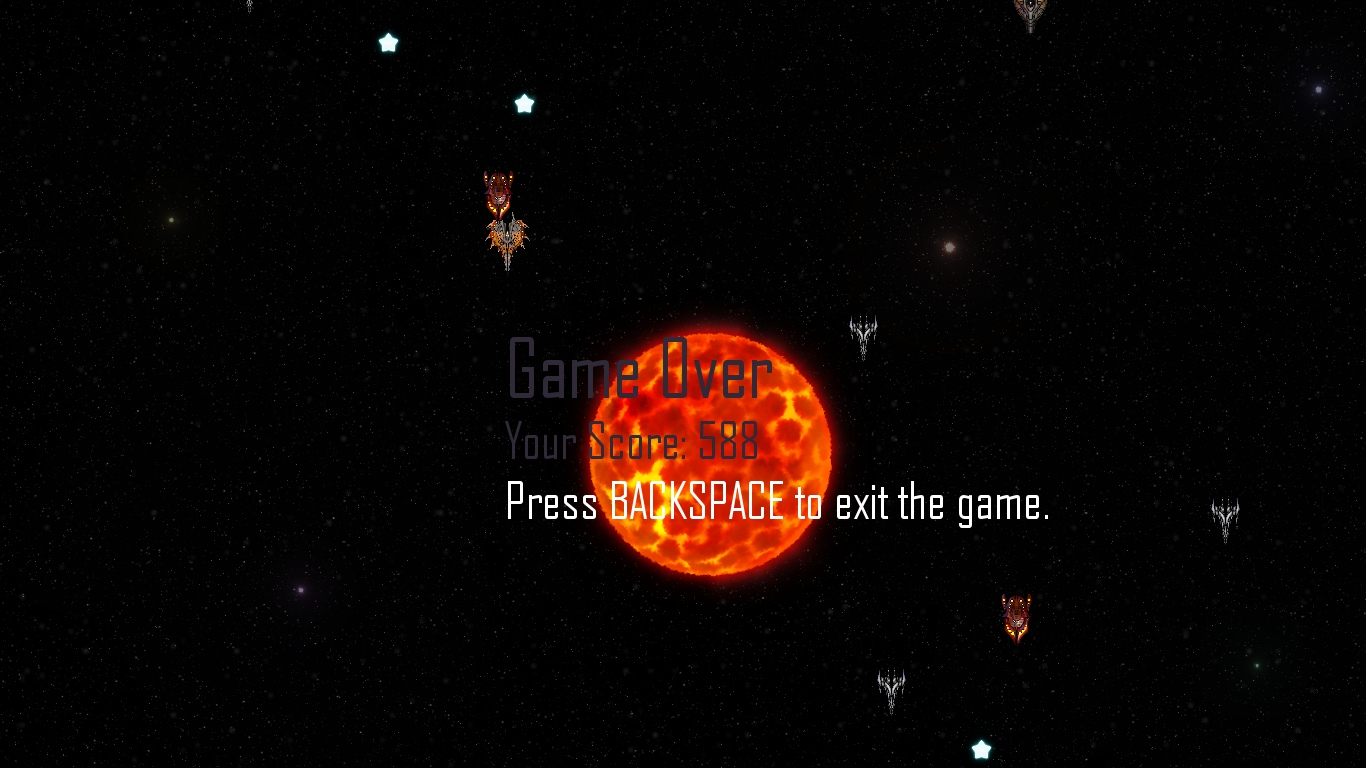 Game Over
Your Score: 588
Press BACKSPACE to exit the game.